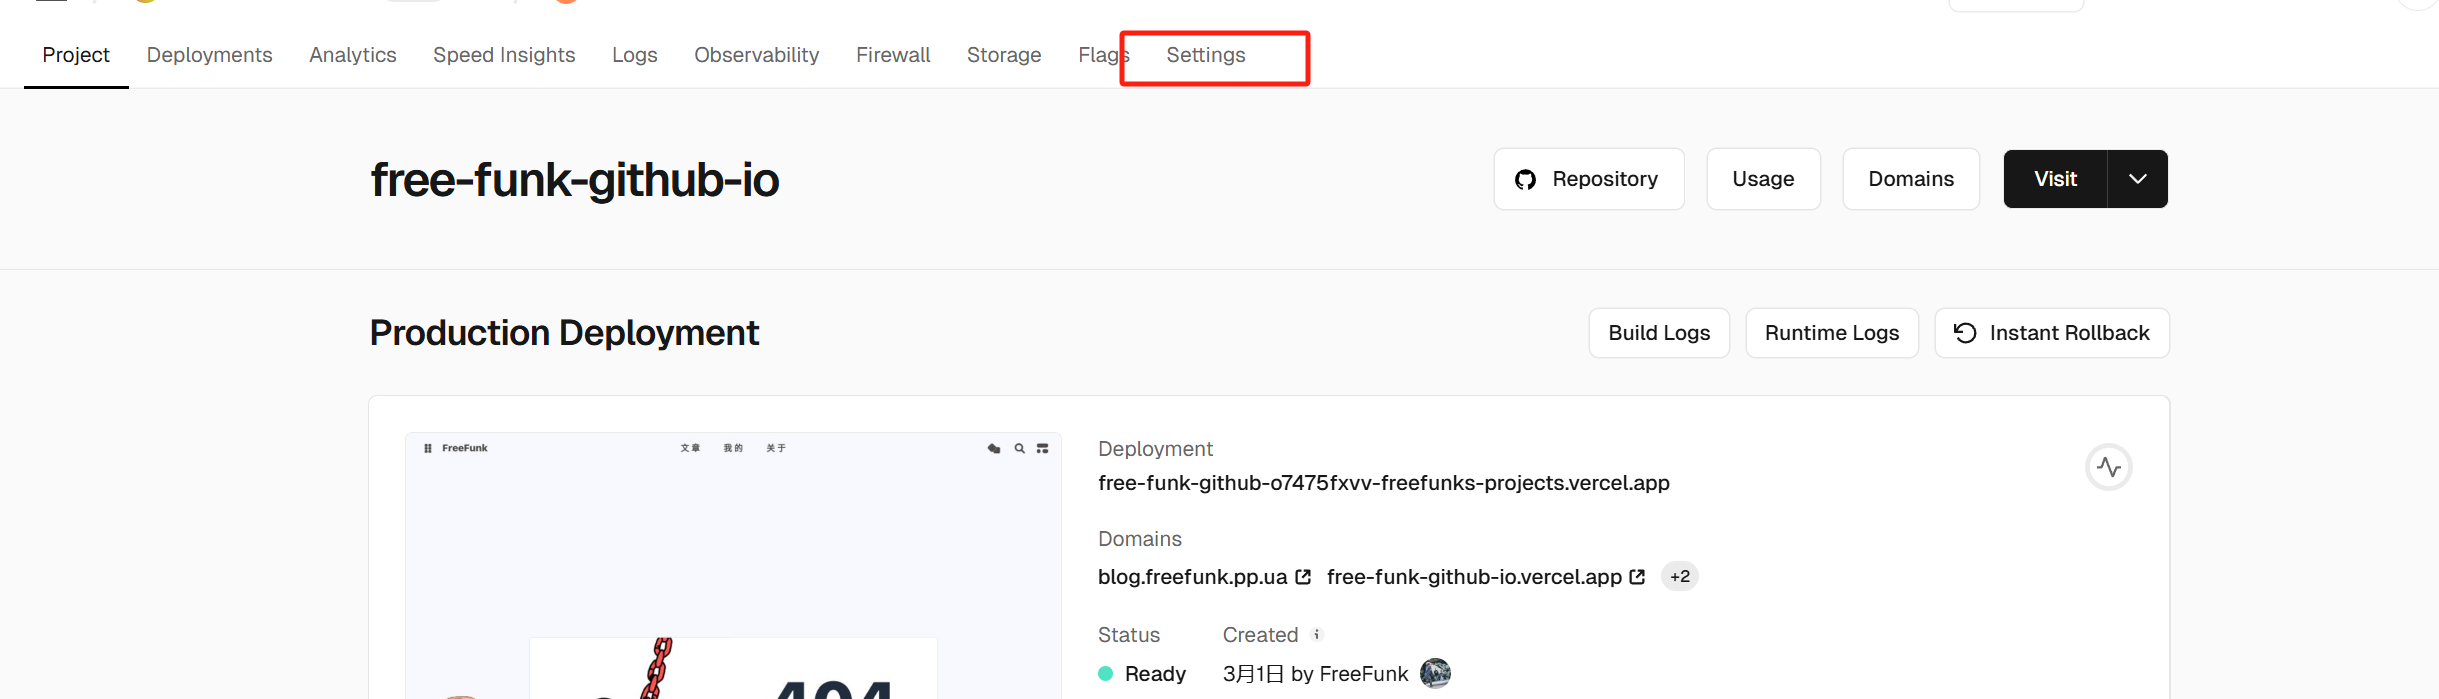 Project Deployments Analytics Speed Insights Logs Observability Firewall Storage Flags Settings
free-funk-github-io
Repository Usage Domains Visit
Production Deployment
Build Logs Runtime Logs Instant Rollback
FreeFunk 文章 我的 关于
Deployment
free-funk-github-o7475fxvv-freefunks-projects.vercel.app
Domains
blog.freefunk.pp.ua free-funk-github-io.vercel.app +2
Status Created
Ready 3月1日 by FreeFunk
404